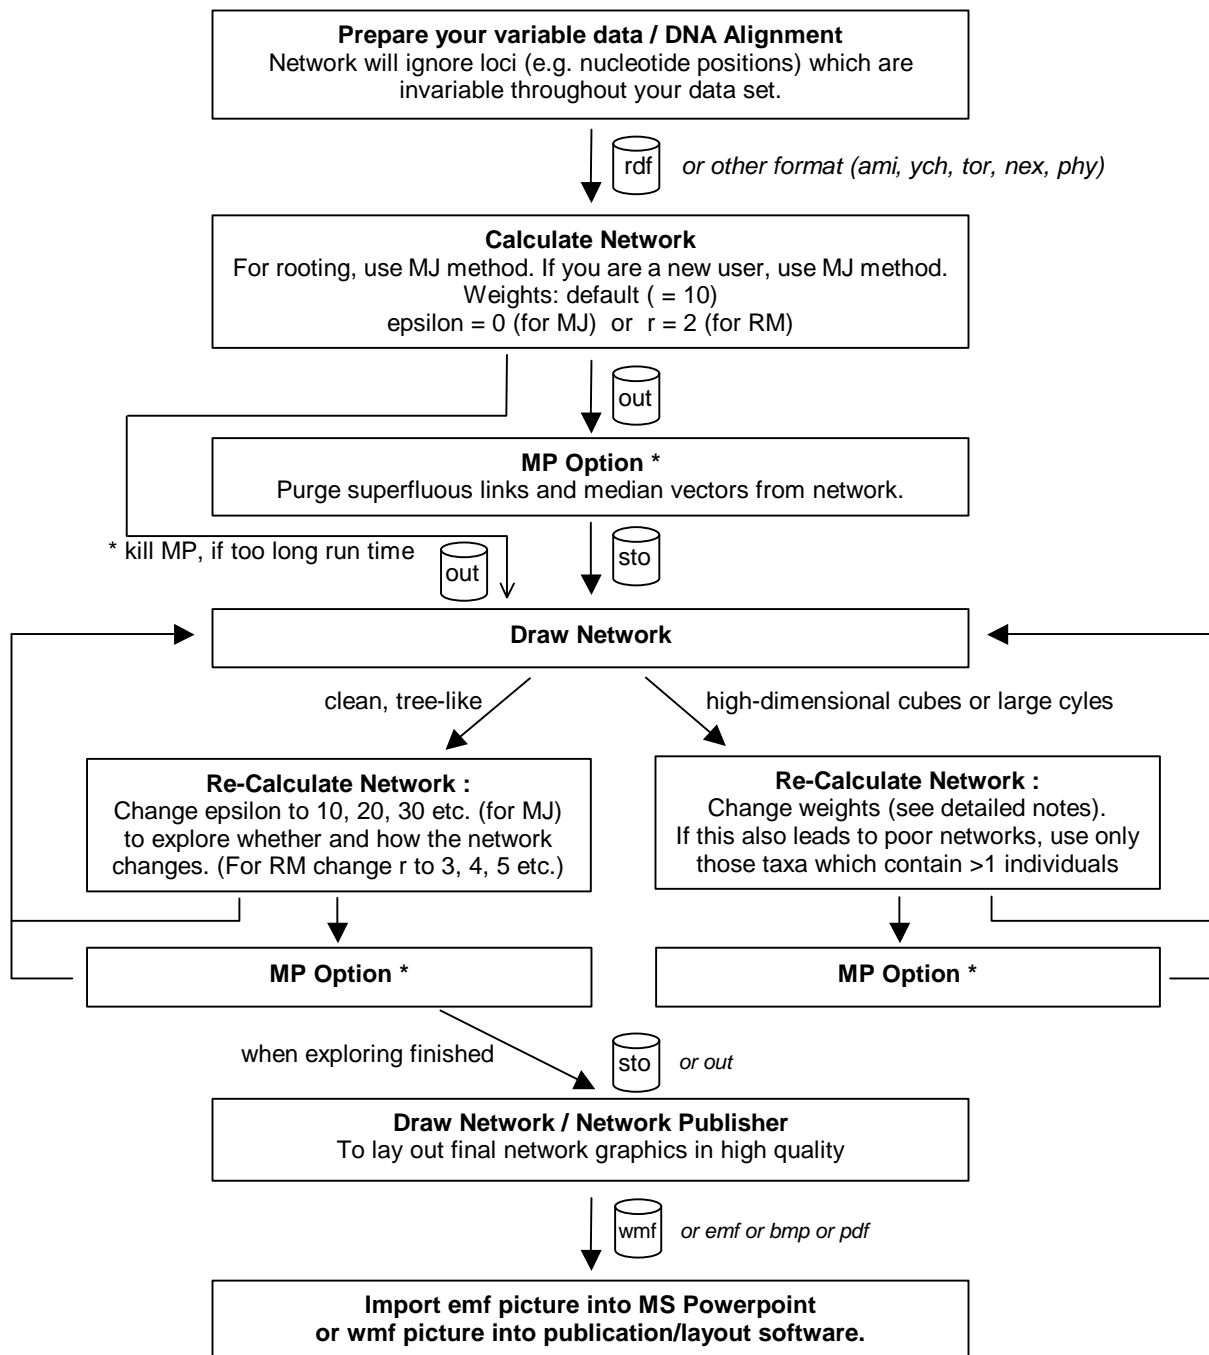 Prepare your variable data / DNA Alignment
Network will ignore loci (e.g. nucleotide positions) which are
invariable throughout your data set.
rdf
or other format (ami, ych, tor, nex, phy)
Calculate Network
For rooting, use MJ method. If you are a new user, use MJ method.
Weights: default ( = 10)
epsilon = 0 (for MJ) or r = 2 (for RM)
out
MP Option *
Purge superfluous links and median vectors from network.
* kill MP, if too long run time
out
sto
Draw Network
clean, tree-like
high-dimensional cubes or large cyles
Re-Calculate Network :
Change epsilon to 10, 20, 30 etc. (for MJ)
to explore whether and how the network
changes. (For RM change r to 3, 4, 5 etc.)
Re-Calculate Network :
Change weights (see detailed notes).
If this also leads to poor networks, use only
those taxa which contain >1 individuals
MP Option *
MP Option *
when exploring finished
sto
or out
Draw Network / Network Publisher
To lay out final network graphics in high quality
wmf
or emf or bmp or pdf
Import emf picture into MS Powerpoint
or wmf picture into publication/layout software.